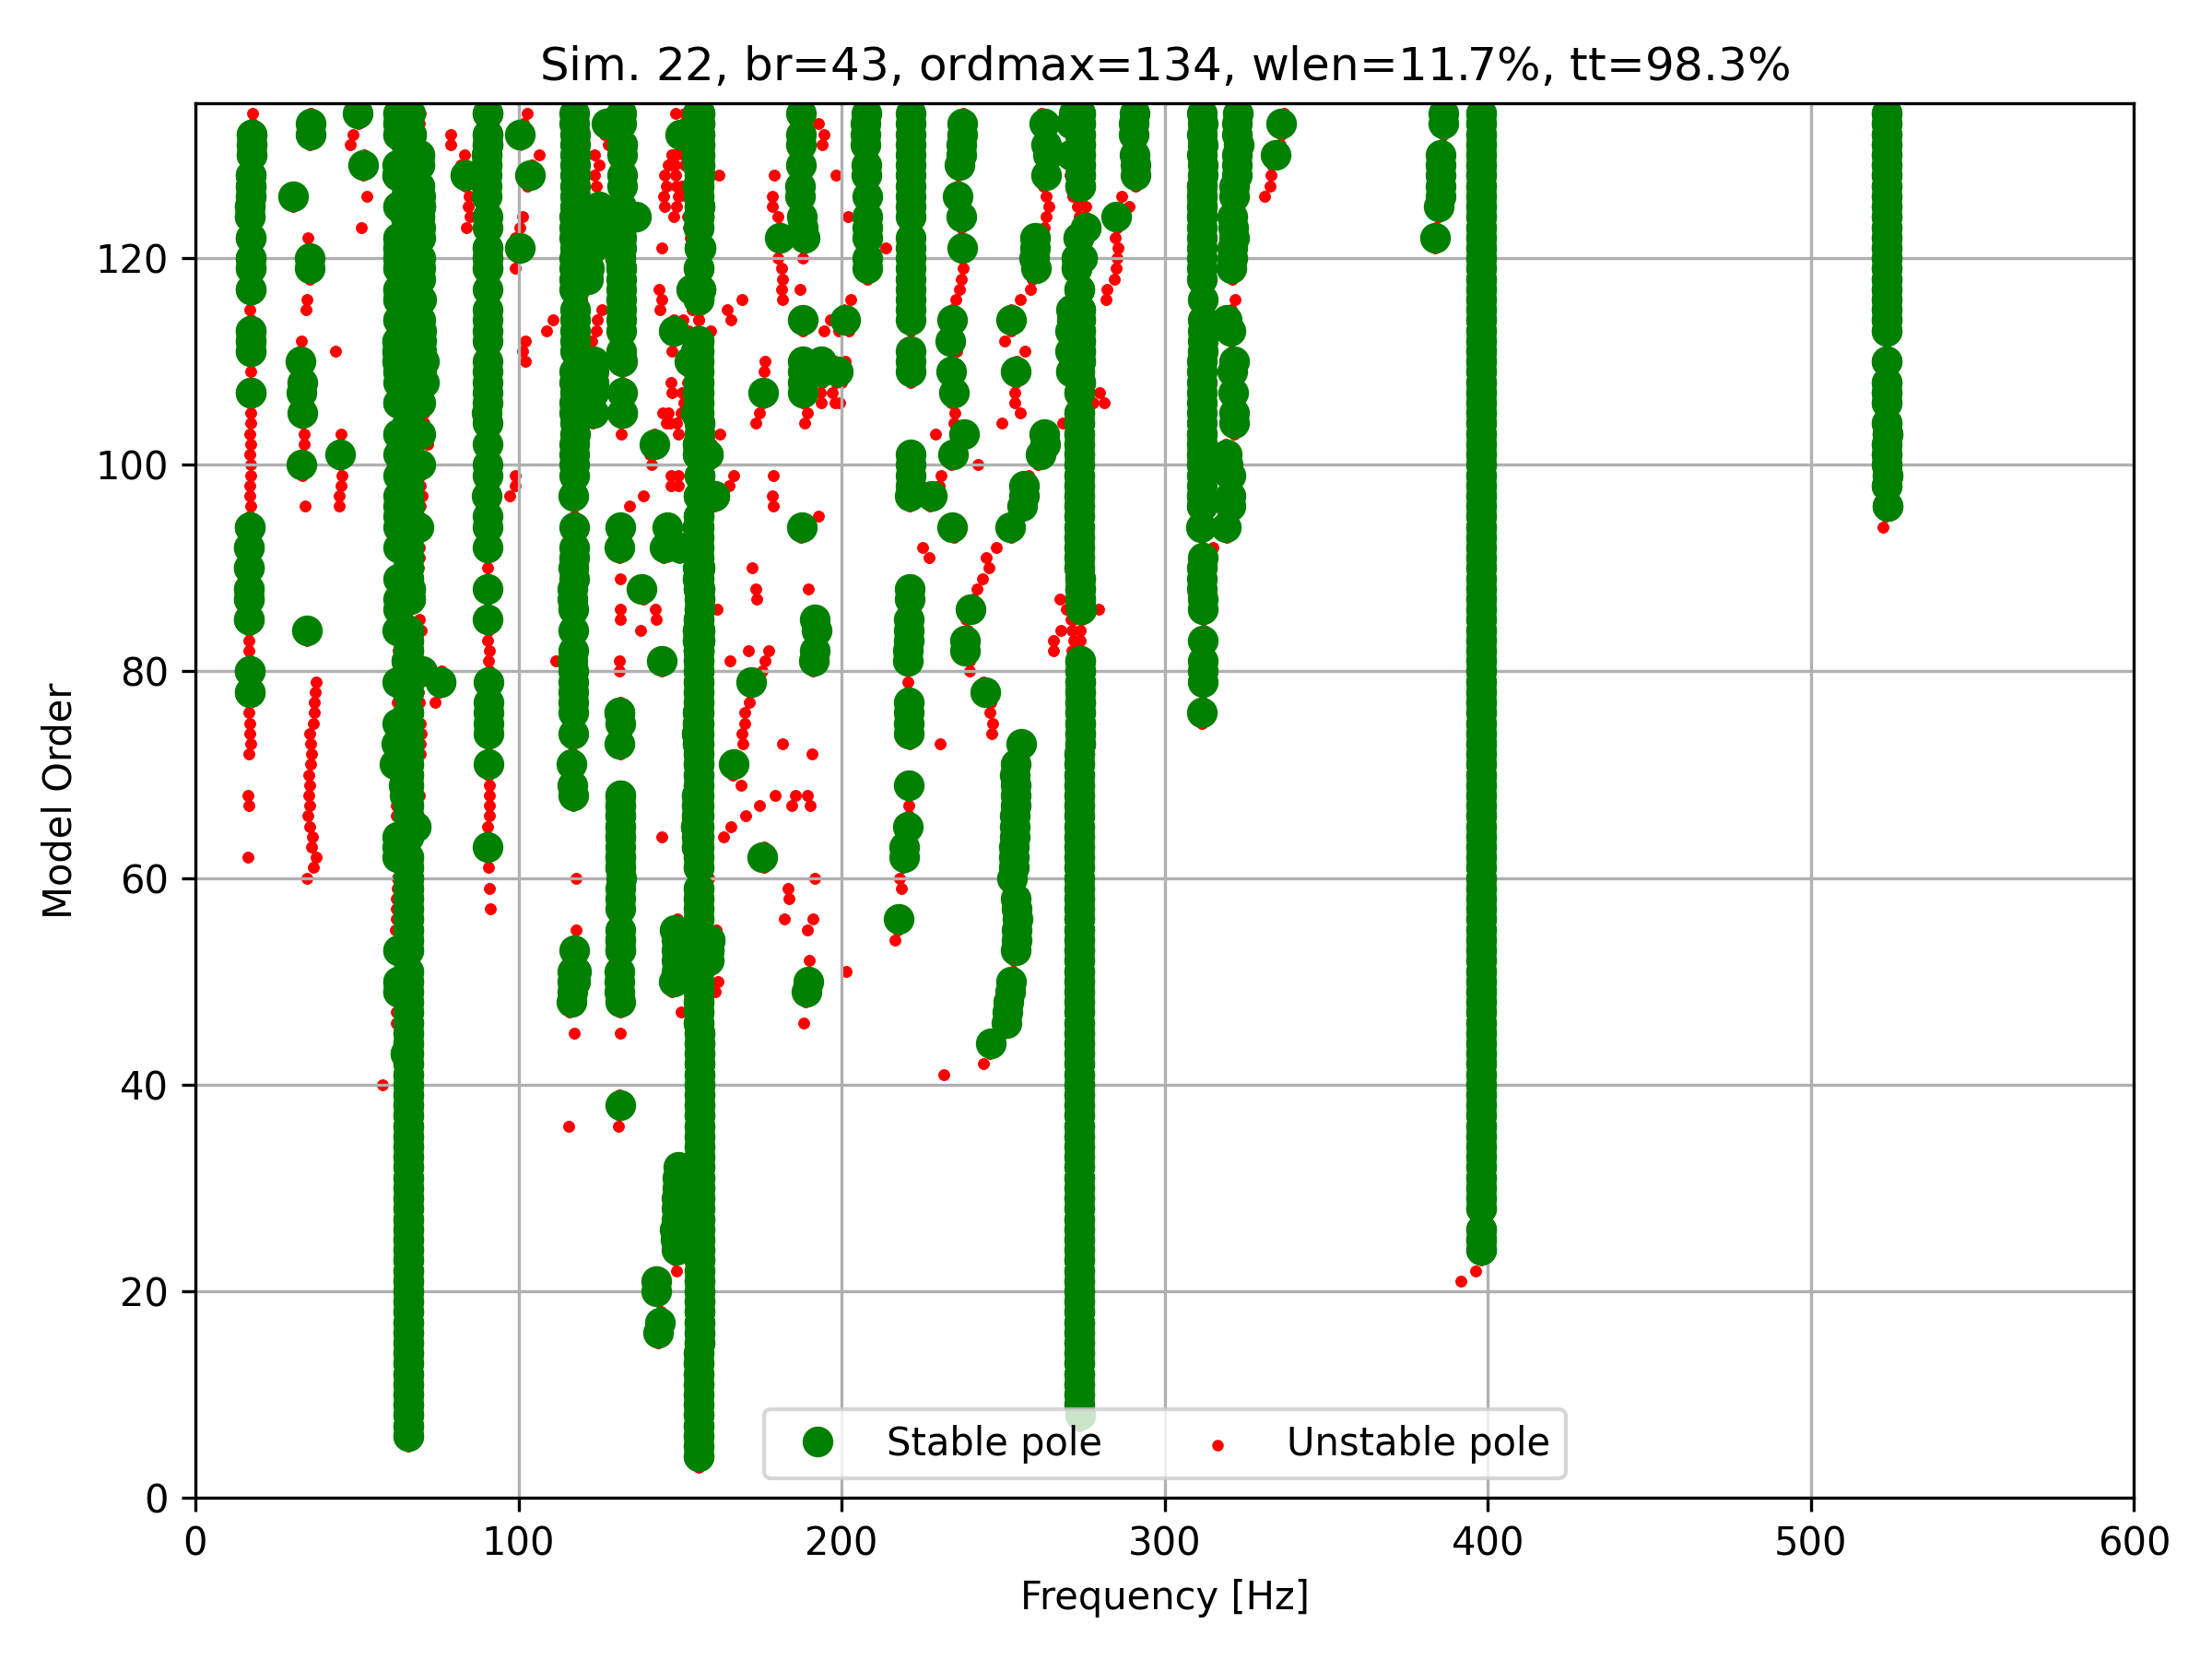 Sim. 22, br=43, ordmax=134, wlen=11.7%, tt=98.3%
Model Order
120
100
80
60
40
20
0
Stable pole
Unstable pole
0 100 200 300 400 500 600
Frequency [Hz]